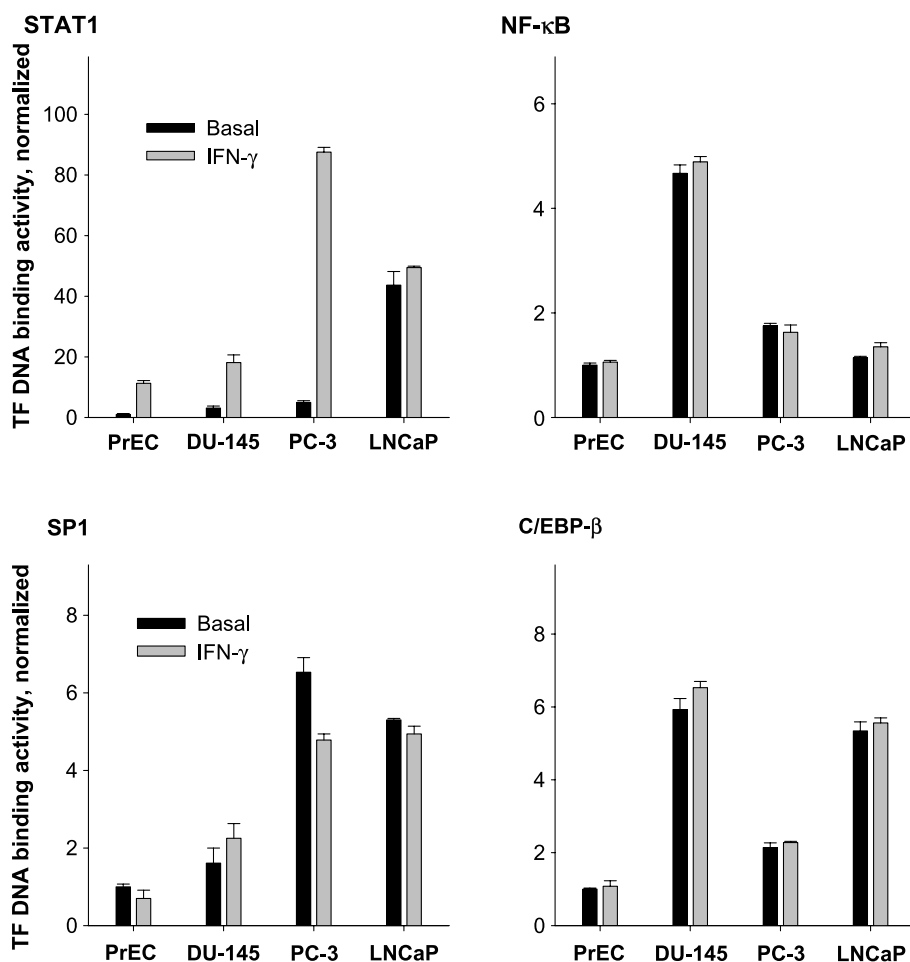 STAT1
TF DNA binding activity, normalized
100
80
60
40
20
0
Basal
IFN-γ
PrEC DU-145 PC-3 LNCaP
NF-κB
6
4
2
0
PrEC DU-145 PC-3 LNCaP
SP1
TF DNA binding activity, normalized
8
6
4
2
0
Basal
IFN-γ
PrEC DU-145 PC-3 LNCaP
C/EBP-β
8
6
4
2
0
PrEC DU-145 PC-3 LNCaP